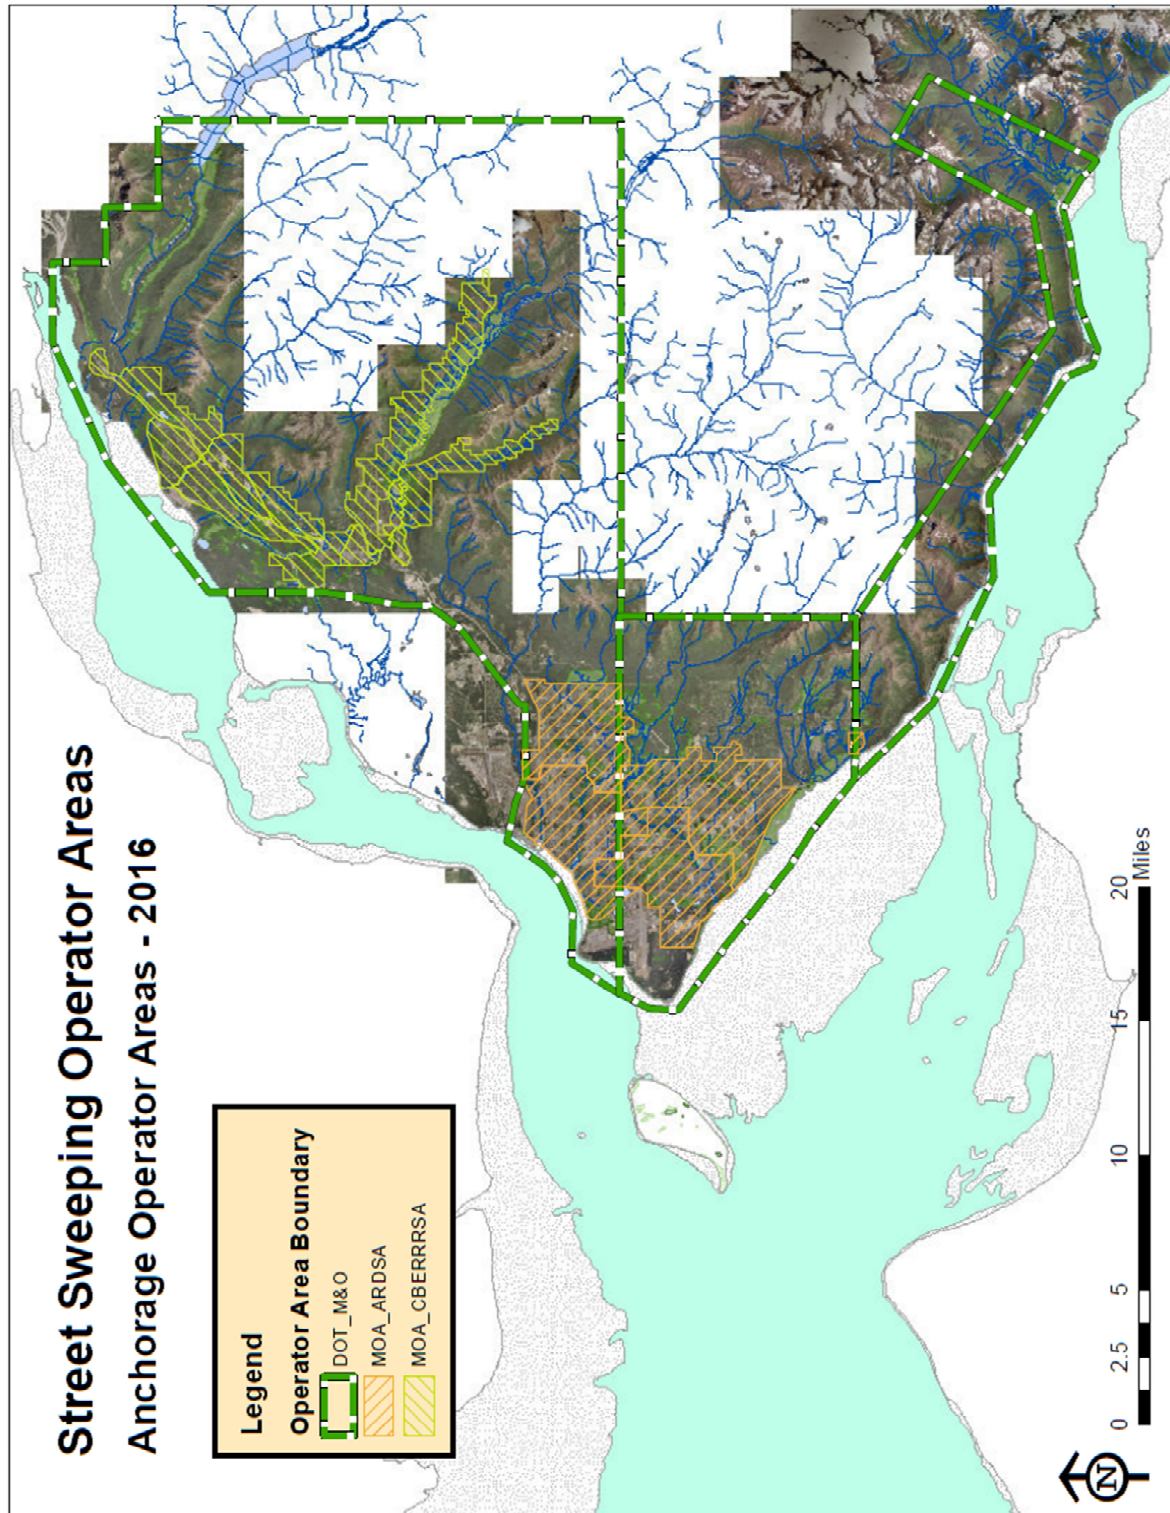 Street Sweeping Operator Areas
Anchorage Operator Areas - 2016
Legend
Operator Area Boundary
DOT_M&O
MOA_ARDSA
MOA_CBERRRSA
N
0 2.5 5 10 15 20
Miles